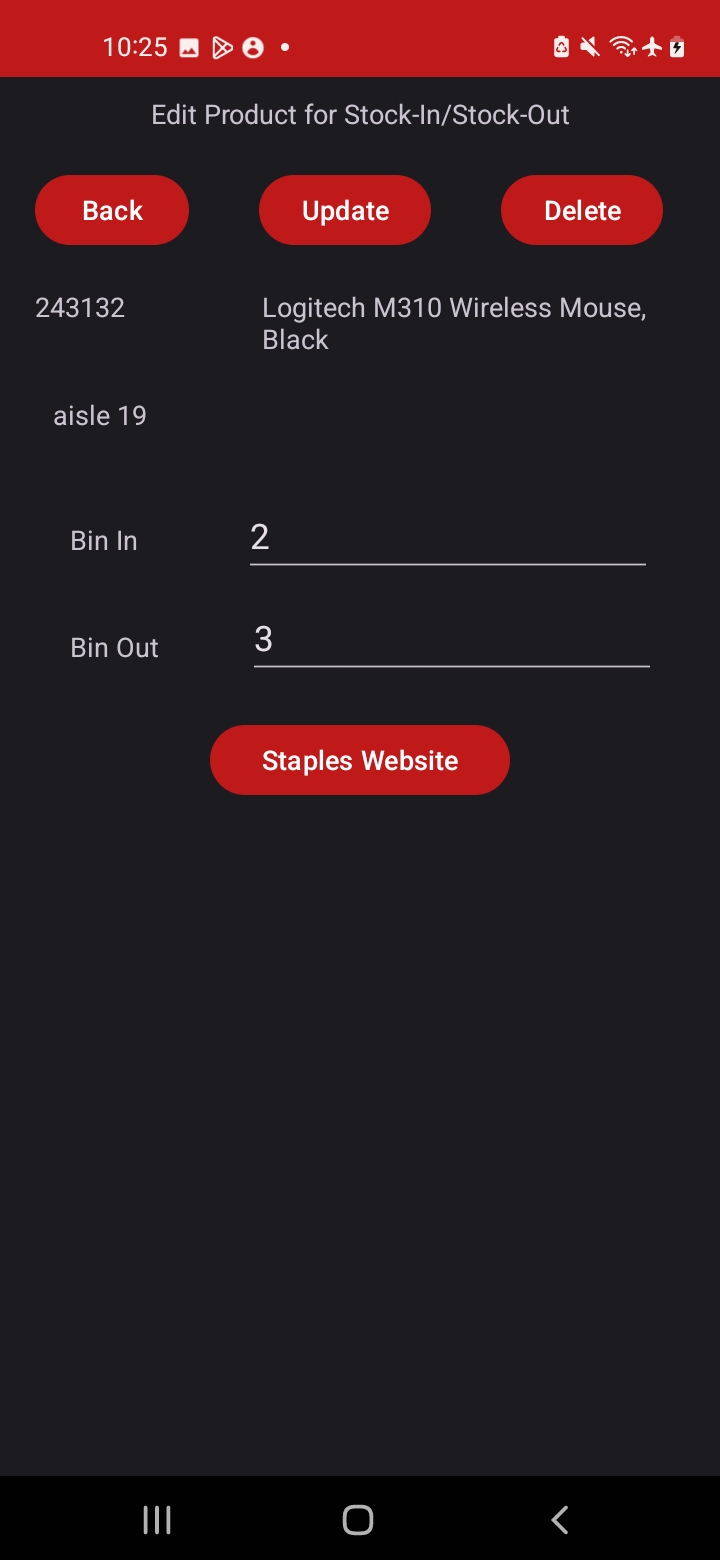 10:25
Edit Product for Stock-In/Stock-Out
Back Update Delete
243132 Logitech M310 Wireless Mouse,
Black
aisle 19
Bin In 2
Bin Out 3
Staples Website